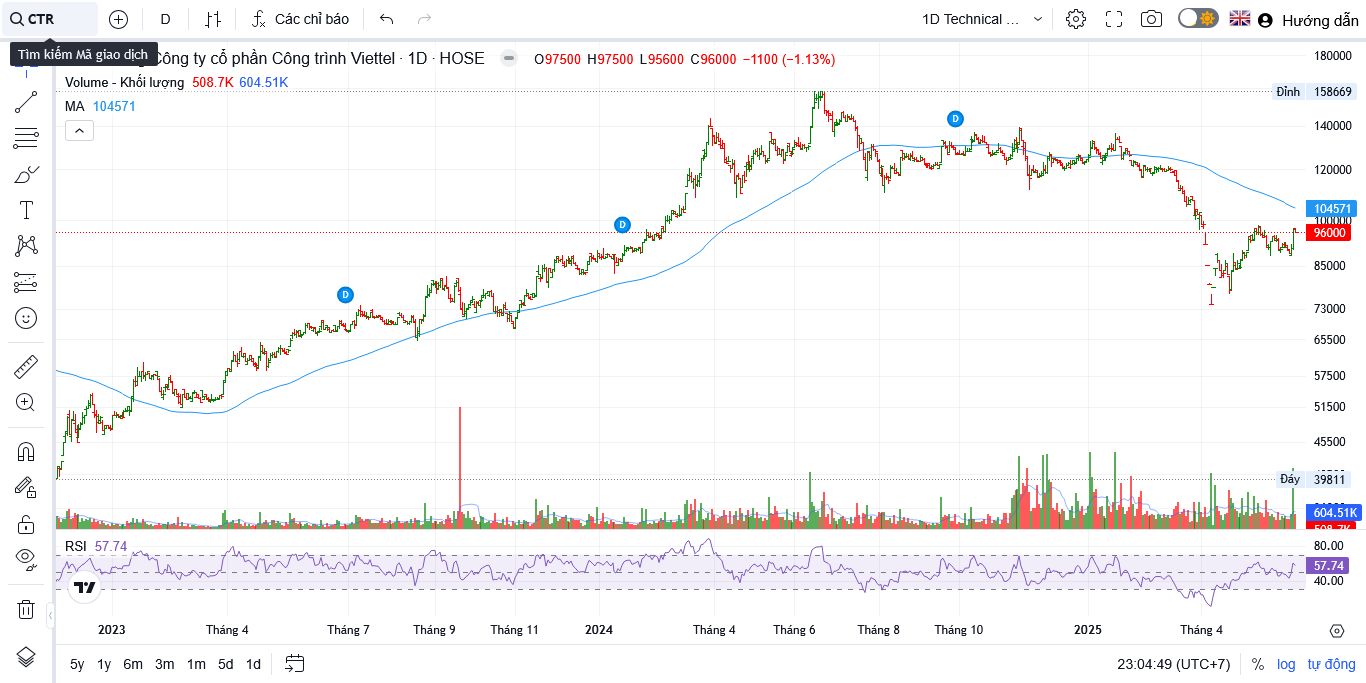 CTR
D
Các chỉ báo
1D Technical ...
Hướng dẫn
Tìm kiếm Mã giao dịch
Công ty cổ phần Công trình Viettel · 1D · HOSE
O97500 H97500 L95600 C96000 −1100 (−1.13%)
Volume - Khối lượng 508.7K 604.51K
MA 104571
180000
Đỉnh 158669
140000
120000
104571
100000
96000
85000
73000
65500
57500
51500
45500
Đáy 39811
604.51K
508.7K
D
D
D
RSI 57.74
80.00
57.74
40.00
2023 Tháng 4 Tháng 7 Tháng 9 Tháng 11 2024 Tháng 4 Tháng 6 Tháng 8 Tháng 10 2025 Tháng 4
5y 1y 6m 3m 1m 5d 1d
23:04:49 (UTC+7) % log tự động